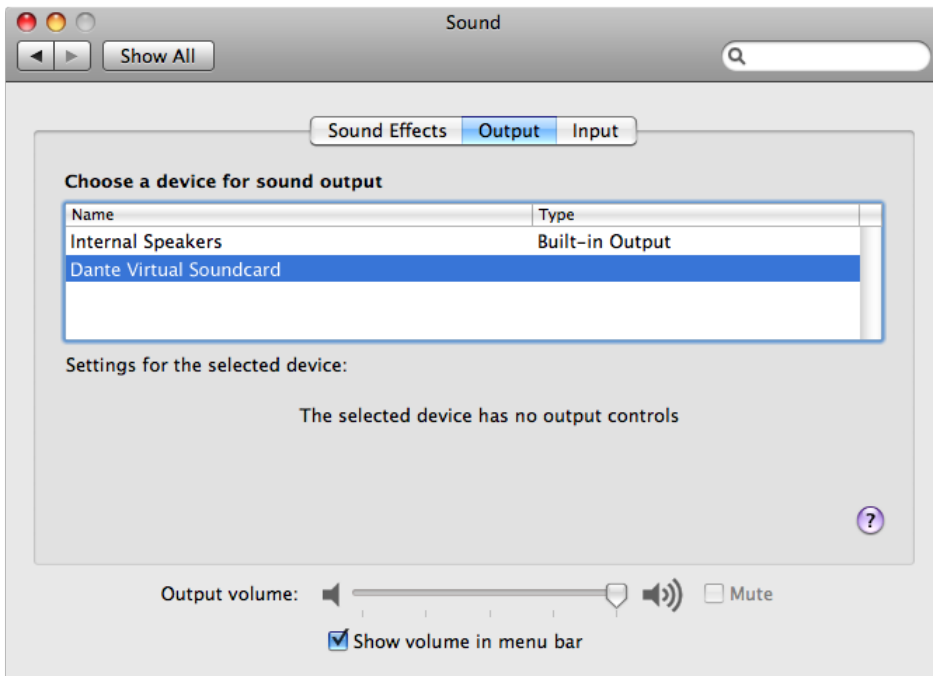 Sound
Show All
Sound Effects Output Input
Choose a device for sound output
Name Type
Internal Speakers Built-in Output
Dante Virtual Soundcard
Settings for the selected device:
The selected device has no output controls
?
Output volume: Mute
Show volume in menu bar